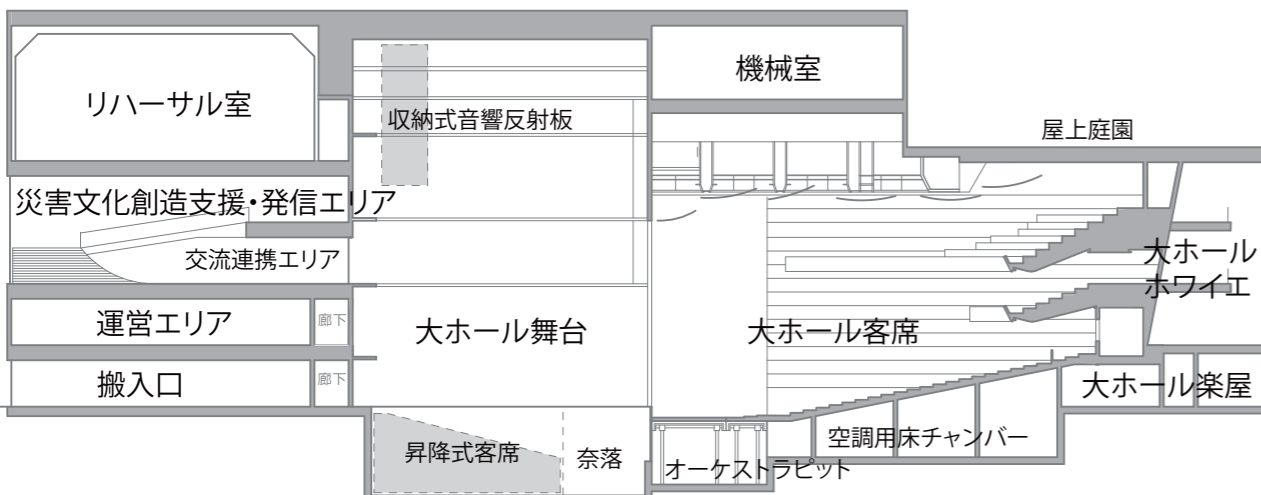 リハーサル室
収納式音響反射板
機械室
屋上庭園
災害文化創造支援・発信エリア
交流連携エリア
大ホール
ホワイエ
運営エリア
廊下
大ホール舞台
大ホール客席
搬入口
廊下
大ホール楽屋
昇降式客席
奈落
オーケストラピット
空調用床チャンバー